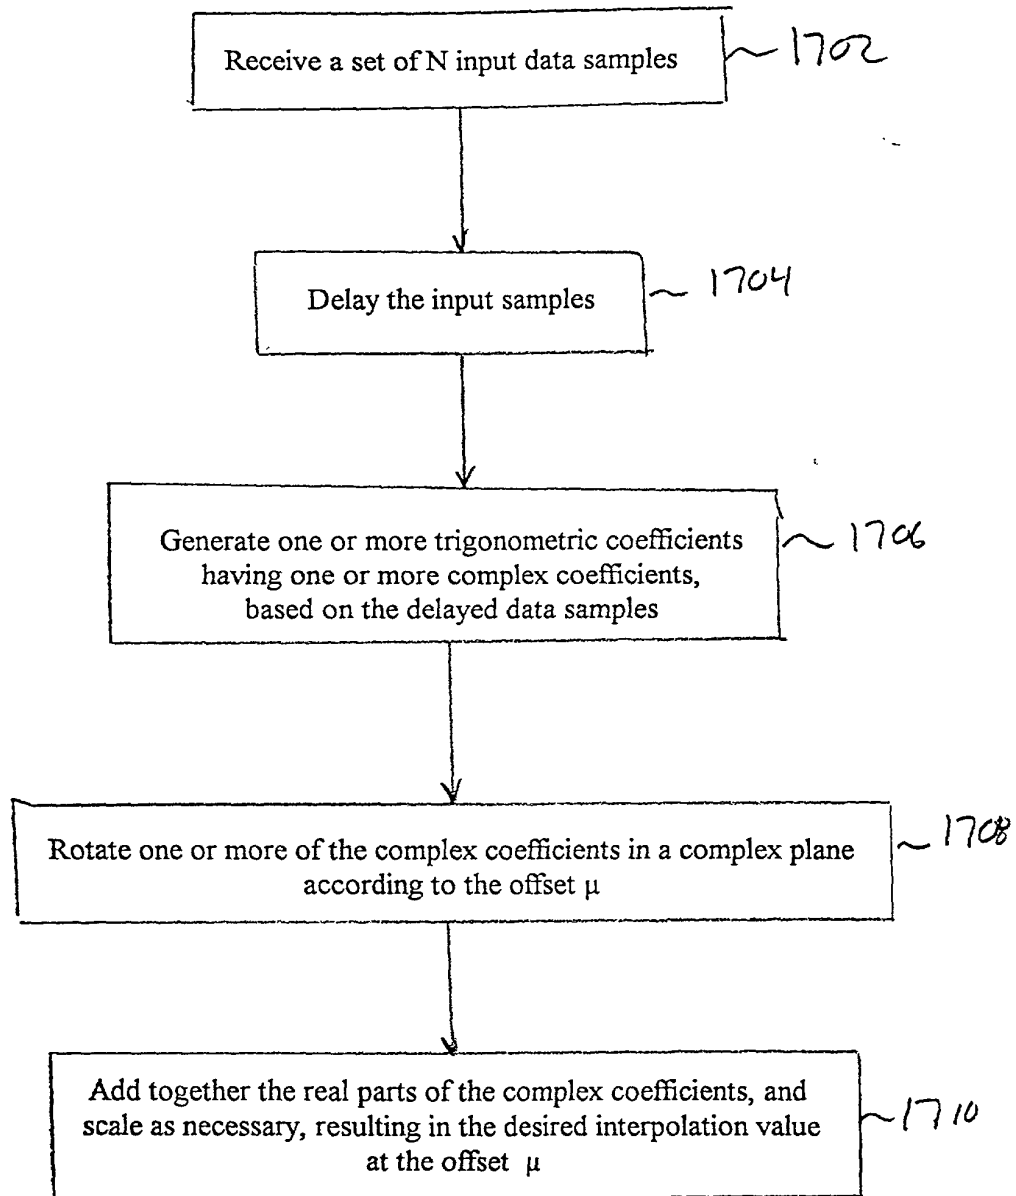 Receive a set of N input data samples
1702
Delay the input samples
1704
Generate one or more trigonometric coefficients
having one or more complex coefficients,
based on the delayed data samples
1706
Rotate one or more of the complex coefficients in a complex plane
according to the offset μ
1708
Add together the real parts of the complex coefficients, and
scale as necessary, resulting in the desired interpolation value
at the offset μ
1710